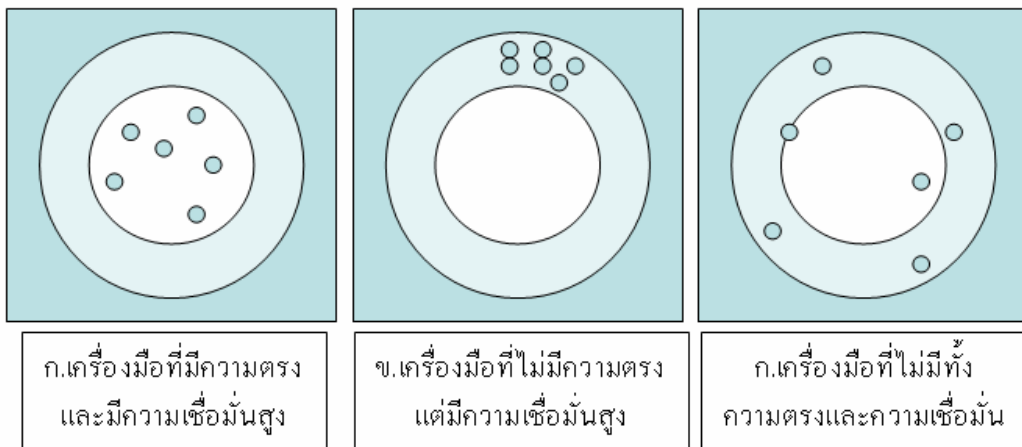 ก.เครื่องมือที่มีความตรง
และมีความเชื่อมั่นสูง
ข.เครื่องมือที่ไม่มีความตรง
แต่มีความเชื่อมั่นสูง
ก.เครื่องมือที่ไม่มีทั้ง
ความตรงและความเชื่อมั่น